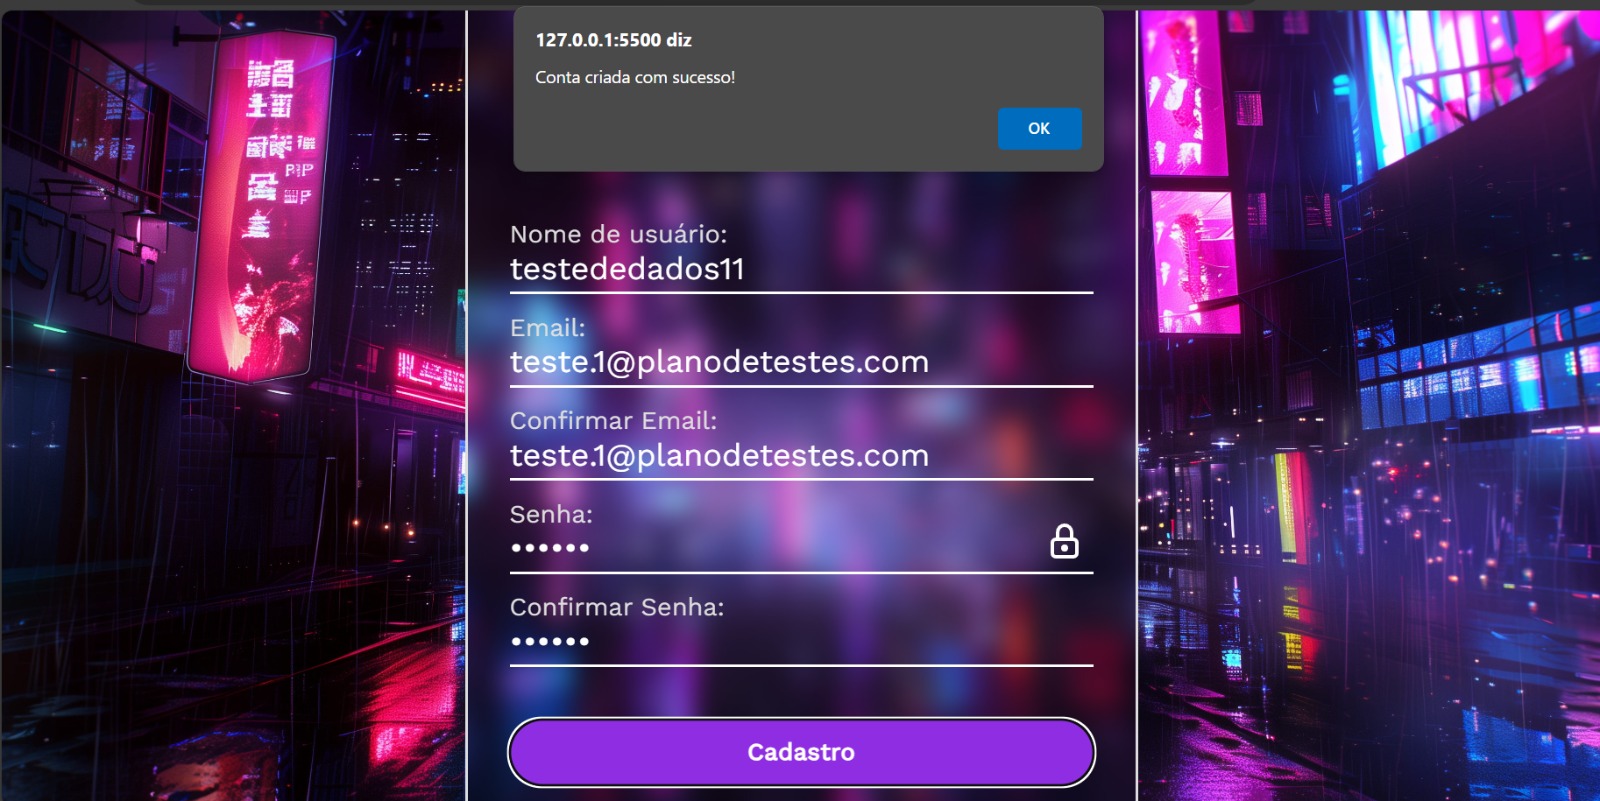 127.0.0.1:5500 diz
Conta criada com sucesso!
OK
Nome de usuário:
testededados11
Email:
teste.1@planodetestes.com
Confirmar Email:
teste.1@planodetestes.com
Senha:
••••••
Confirmar Senha:
••••••
Cadastro